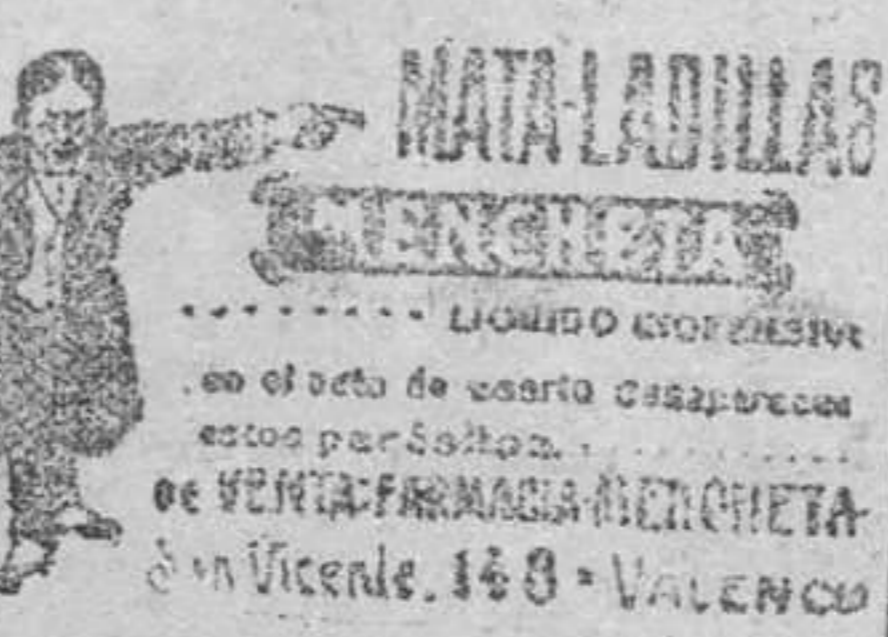 MATA-LADILLAS
MENCHETA
LIQUIDO INOFENSIVO
en el acto de usarlo desaparecen
estos parásitos.
DE VENTA: FARMACIA MENCHETA
San Vicente, 148 - VALENCIA